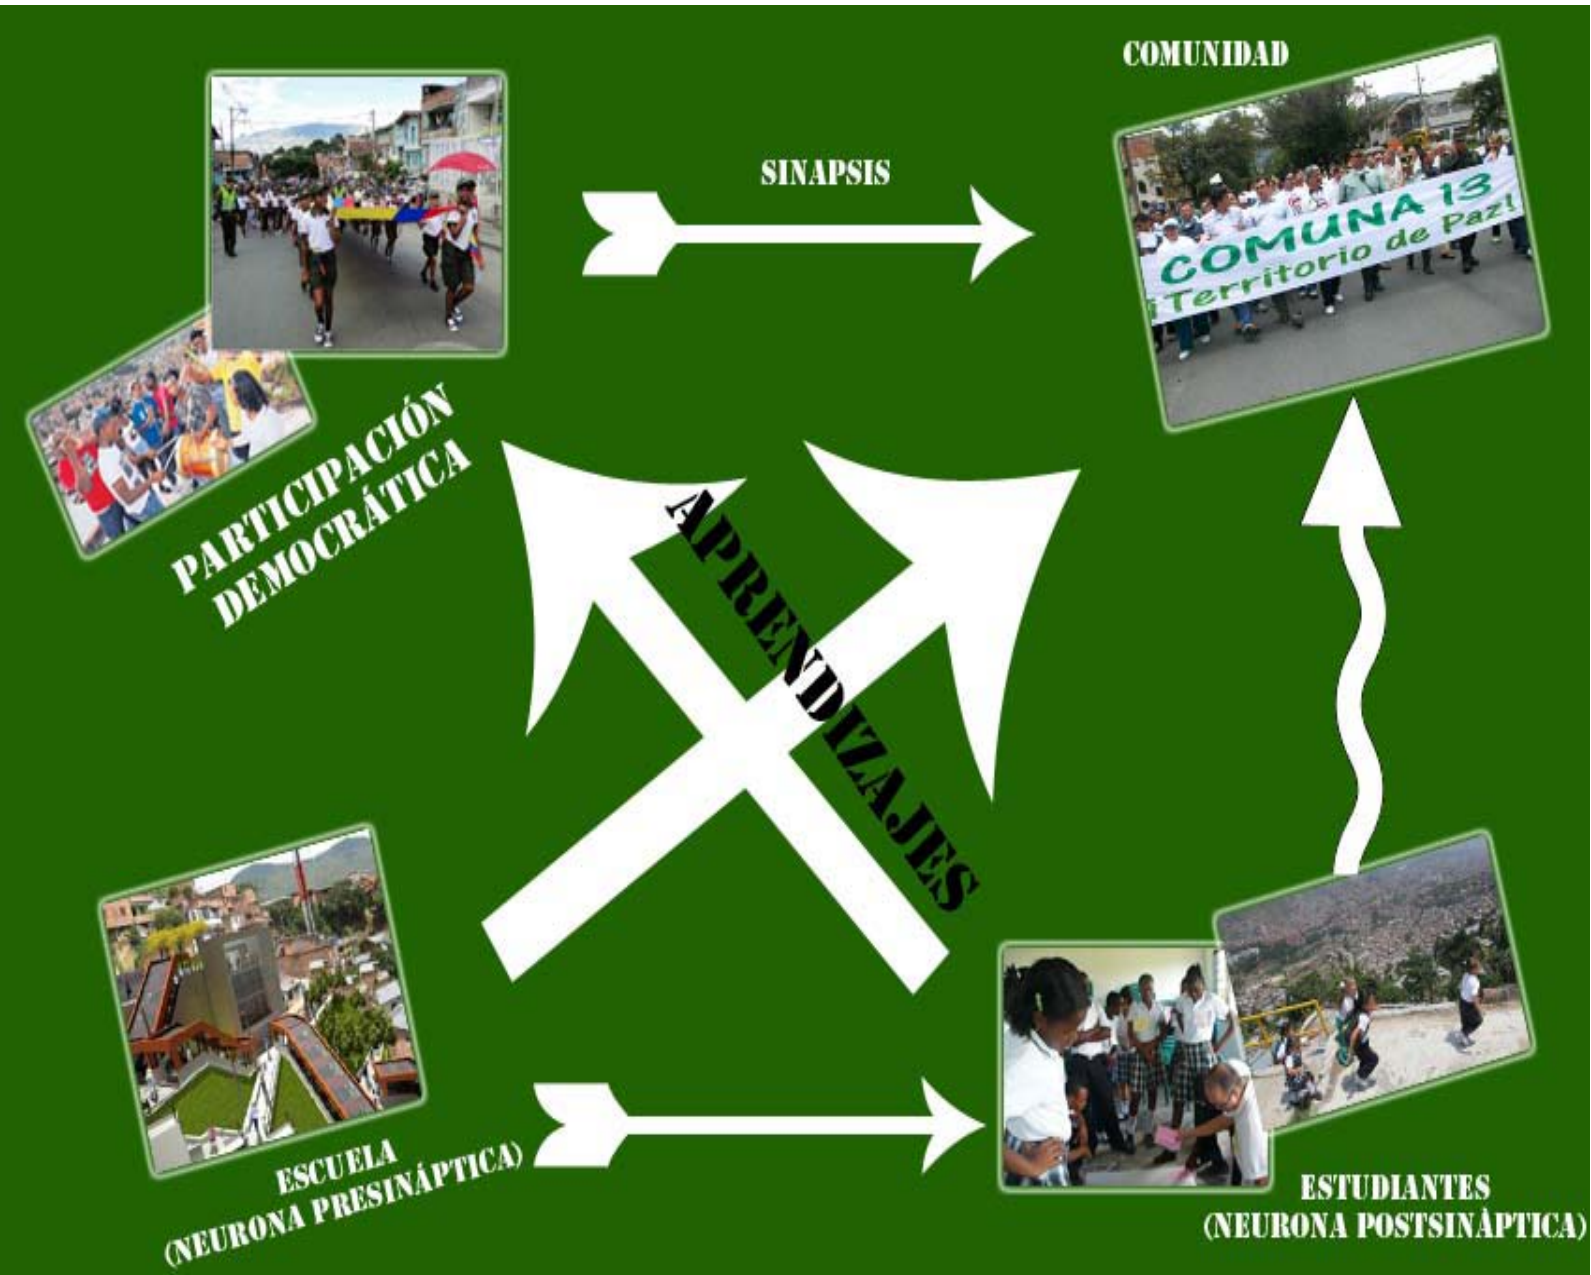 COMUNIDAD
SINAPSIS
COMUNA 13
¡Territorio de Paz!
PARTICIPACIÓN
DEMOCRÁTICA
APRENDIZAJES
ESCUELA
(NEURONA PRESINÁPTICA)
ESTUDIANTES
(NEURONA POSTSINÀPTICA)